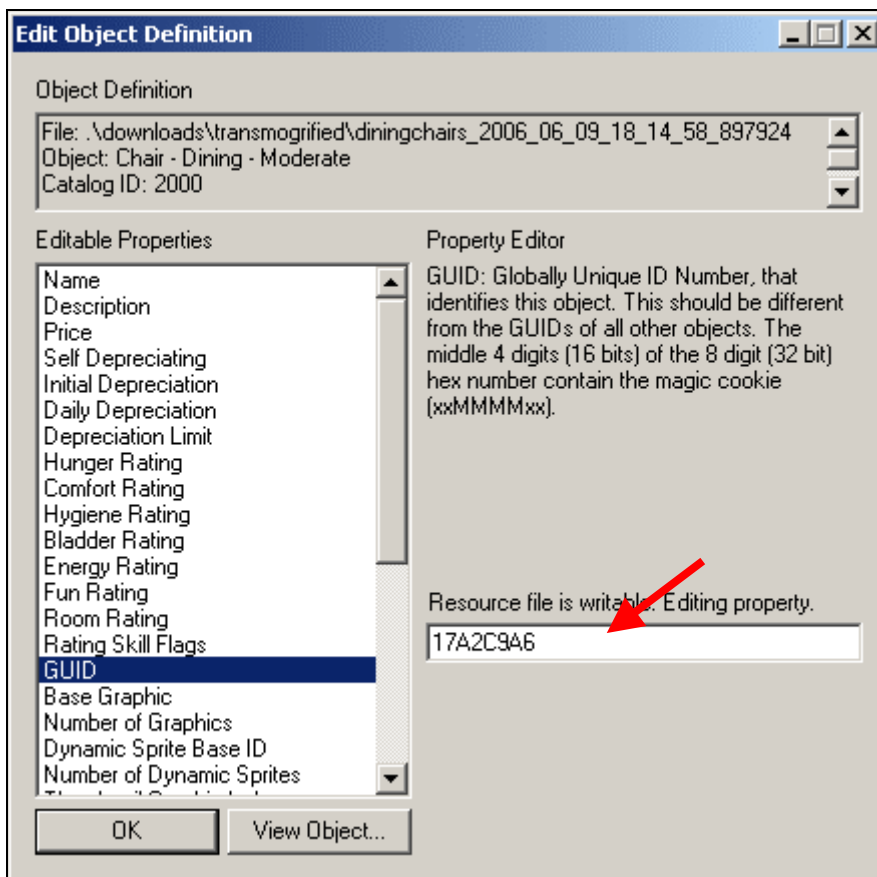 Edit Object Definition
Object Definition
File: .\downloads\transmogrified\diningchairs_2006_06_09_18_14_58_897924
Object: Chair - Dining - Moderate
Catalog ID: 2000
Editable Properties
Name
Description
Price
Self Depreciating
Initial Depreciation
Daily Depreciation
Depreciation Limit
Hunger Rating
Comfort Rating
Hygiene Rating
Bladder Rating
Energy Rating
Fun Rating
Room Rating
Rating Skill Flags
GUID
Base Graphic
Number of Graphics
Dynamic Sprite Base ID
Number of Dynamic Sprites
Property Editor
GUID: Globally Unique ID Number, that
identifies this object. This should be different
from the GUIDs of all other objects. The
middle 4 digits (16 bits) of the 8 digit (32 bit)
hex number contain the magic cookie
(xxMMMMxx).
Resource file is writable. Editing property.
17A2C9A6
OK
View Object...